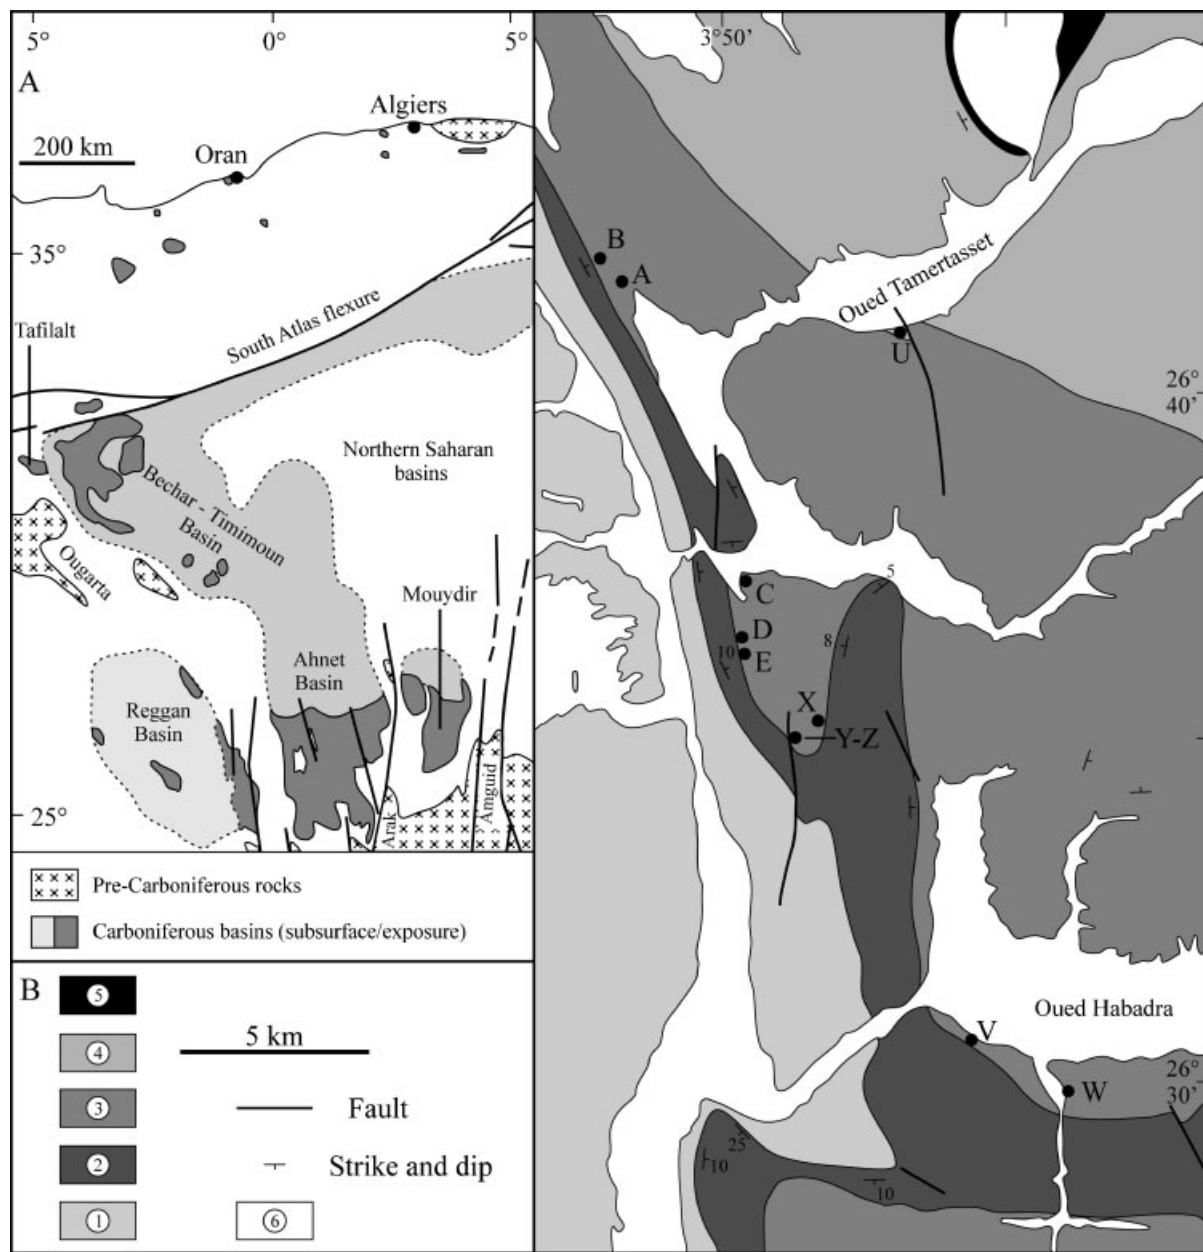 5°
0°
5°
A
Algiers
200 km
Oran
35°
South Atlas flexure
Tafilalt
Northern Saharan
basins
Bechar - Timimoun
Basin
Ougarta
Mouydir
Ahnet
Basin
Reggan
Basin
25°
Arak
Amguid
Pre-Carboniferous rocks
Carboniferous basins (subsurface/exposure)
B
5
4
3
2
1
5 km
Fault
Strike and dip
6
3°50'
B
A
Oued Tamertasset
U
26°
40'
5
C
D
8
10
E
X
Y-Z
Oued Habadra
V
26°
30'
W
25
10
10